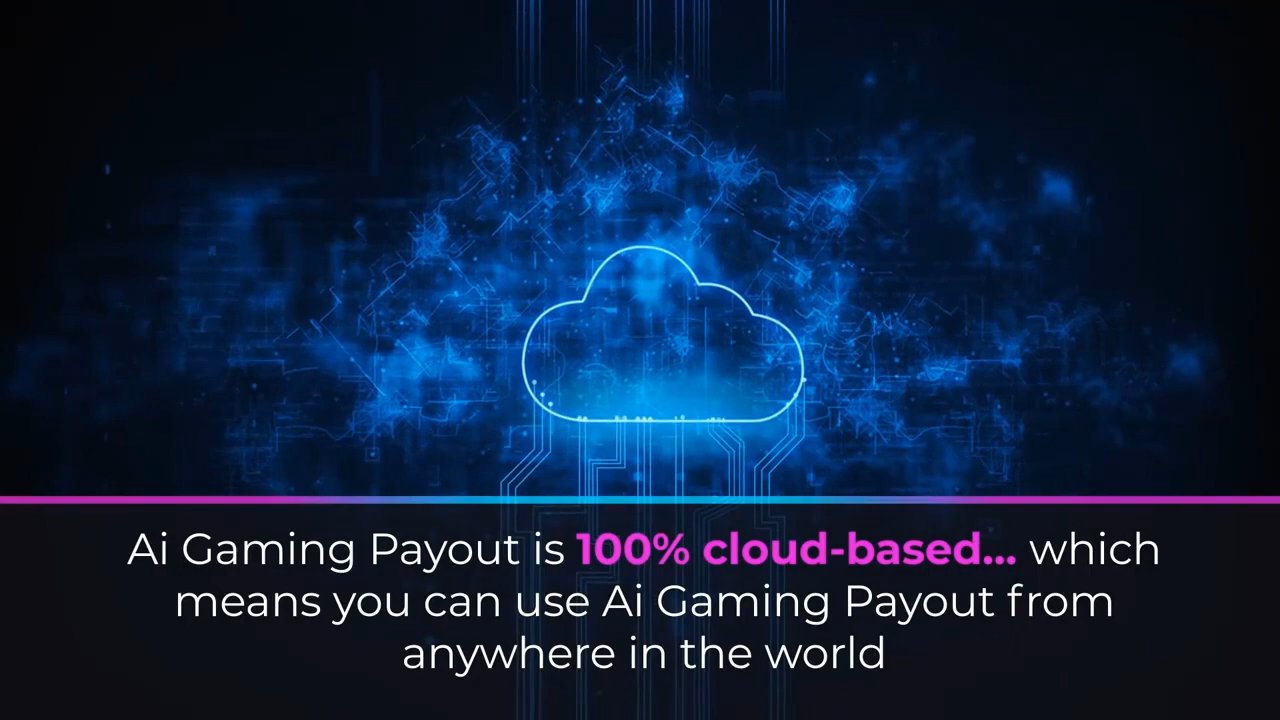 Ai Gaming Payout is 100% cloud-based... which
means you can use Ai Gaming Payout from
anywhere in the world